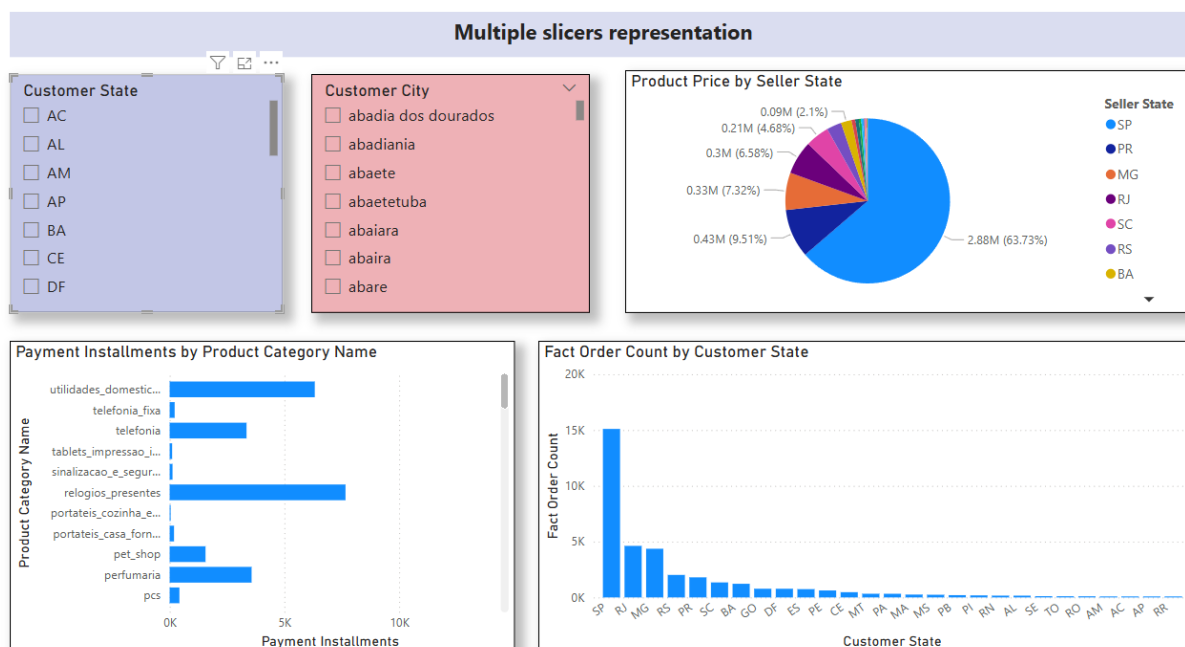 Multiple slicers representation
Customer State
AC
AL
AM
AP
BA
CE
DF
Customer City
abadia dos dourados
abadiania
abaete
abaetetuba
abaiara
abaira
abare
Product Price by Seller State
0.09M (2.1%)
0.21M (4.68%)
0.3M (6.58%)
0.33M (7.32%)
0.43M (9.51%)
2.88M (63.73%)
Seller State
SP
PR
MG
RJ
SC
RS
BA
Payment Installments by Product Category Name
Product Category Name
utilidades_domestic...
telefonia_fixa
telefonia
tablets_impressao_i...
sinalizacao_e_segur...
relogios_presentes
portateis_cozinha_e...
portateis_casa_forn...
pet_shop
perfumaria
pcs
0K 5K 10K
Payment Installments
Fact Order Count by Customer State
Fact Order Count
20K
15K
10K
5K
0K
SP RJ MG RS PR SC BA GO DF ES PE CE MT PA MA MS PB PI RN AL SE TO RO AM AC AP RR
Customer State